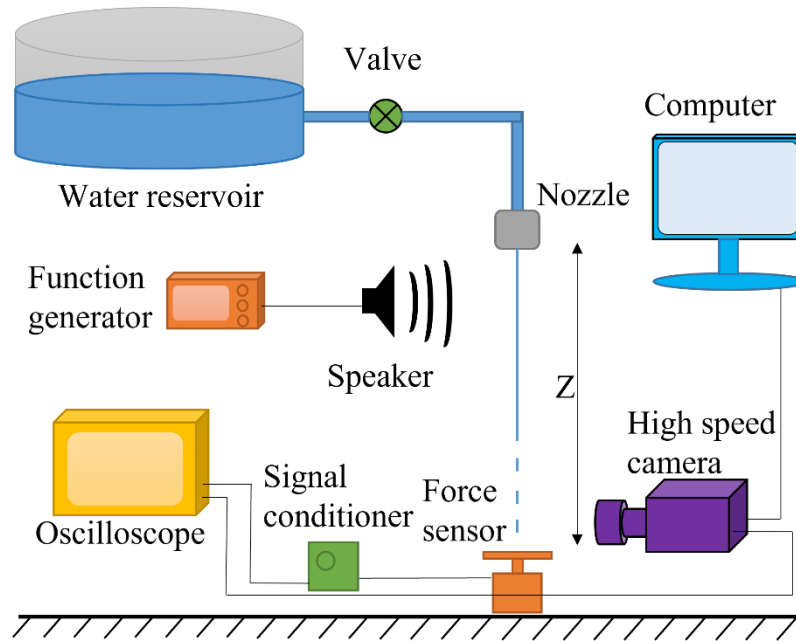 Valve
Computer
Water reservoir
Nozzle
Function
generator
Speaker
Z
High speed
camera
Signal
conditioner
Force
sensor
Oscilloscope